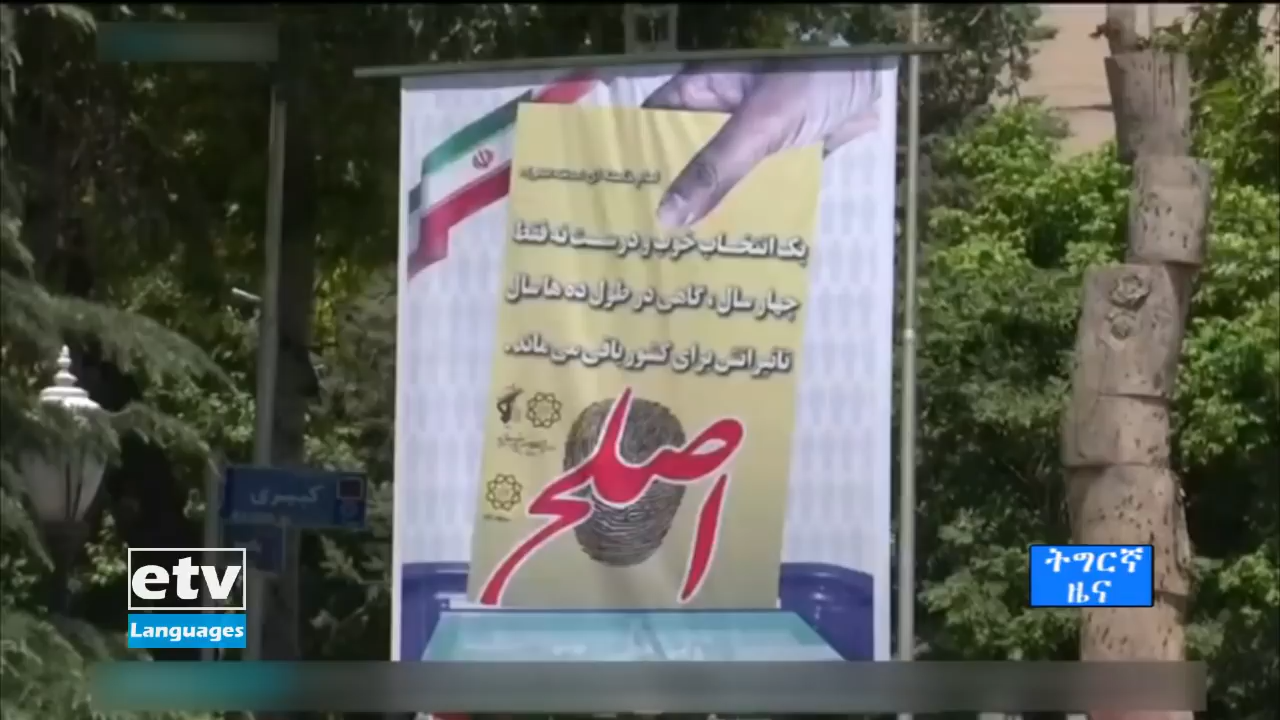 یک انتخاب خوب و درست نه فقط
چهار سال، گاهی در طول ده ها سال
تاثیراتش برای کشور باقی می ماند.
اصلح
کبیری
etv
Languages
ትግርኛ
ዜና